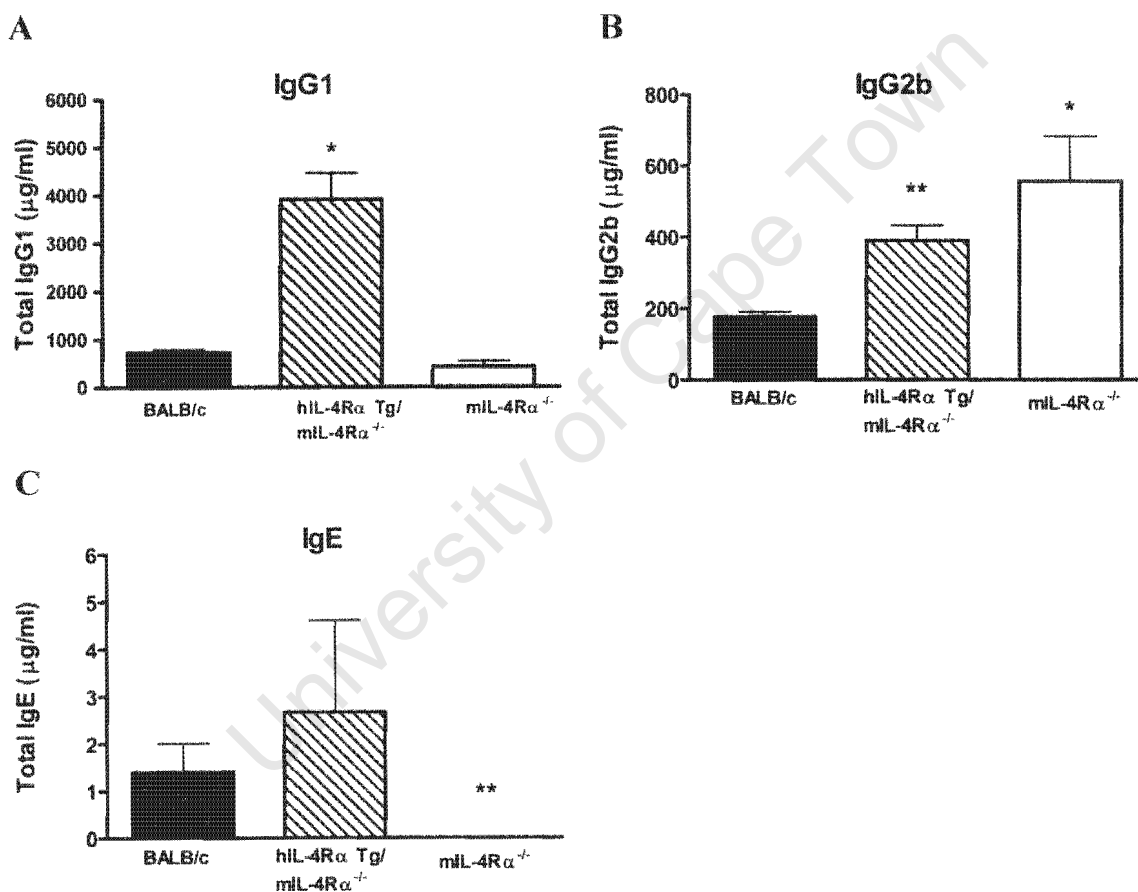 A
IgG1
Total IgG1 (μg/ml)
6000
5000
4000
3000
2000
1000
0
*
BALB/c
hIL-4Rα Tg/
mIL-4Rα-/-
mIL-4Rα-/-
B
IgG2b
Total IgG2b ( μg/ml)
800
600
400
200
0
**
*
BALB/c
hIL-4Rα Tg/
mIL-4Rα-/-
mIL-4Rα-/-
C
IgE
Total IgE ( μg/ml)
6
5
4
3
2
1
0
**
BALB/c
hIL-4Rα Tg/
mIL-4Rα-/-
mIL-4Rα-/-
University of Cape Town